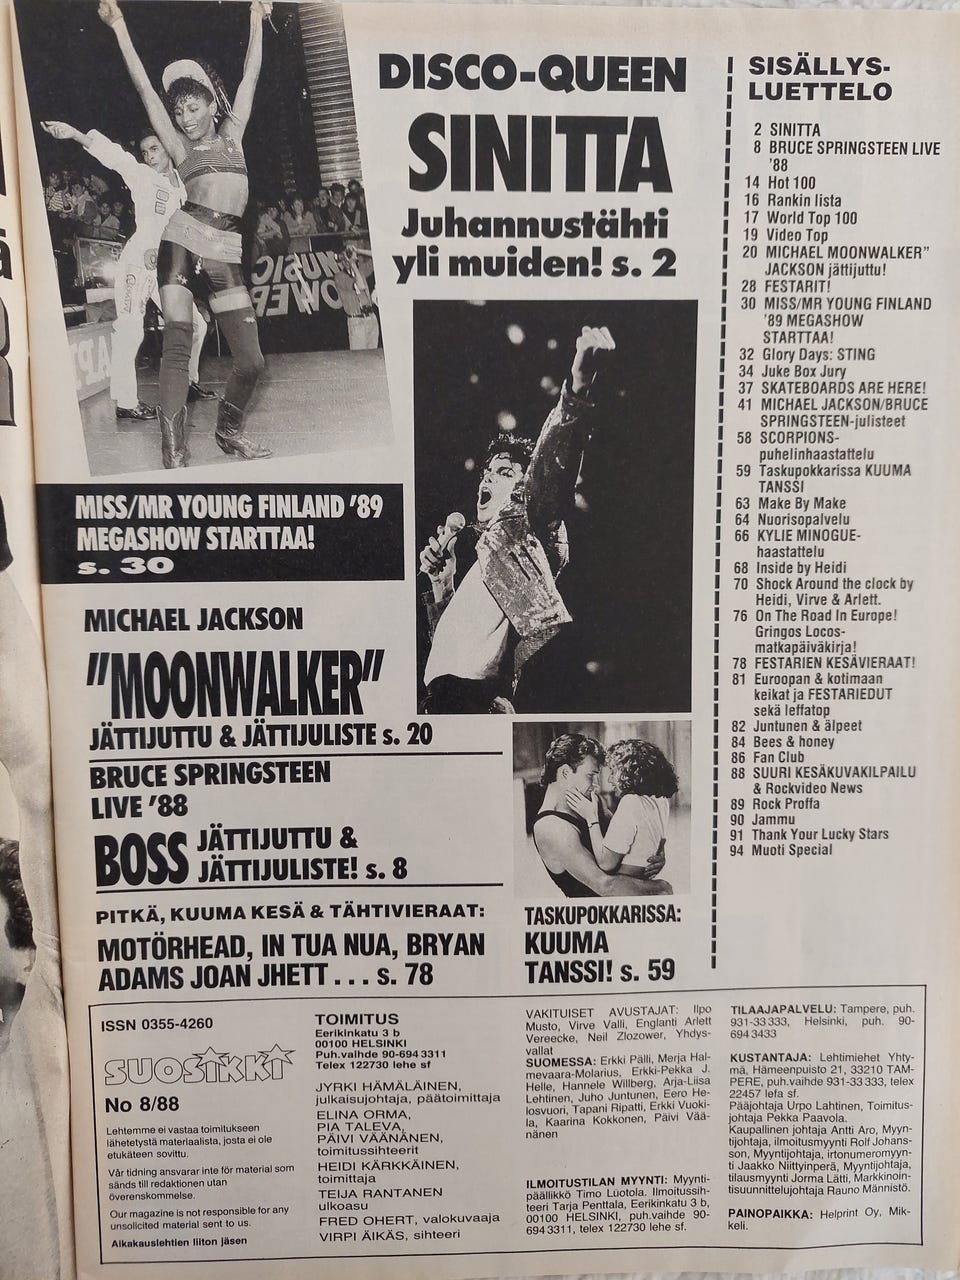 DISCO-QUEEN
SINITTA
Juhannustähti
yli muiden! s. 2
MISS/MR YOUNG FINLAND '89
MEGASHOW STARTTAA!
s. 30
MICHAEL JACKSON
"MOONWALKER"
JÄTTIJUTTU & JÄTTIJULISTE s. 20
BRUCE SPRINGSTEEN
LIVE '88
BOSS JÄTTIJUTTU &
JÄTTIJULISTE! s. 8
PITKÄ, KUUMA KESÄ & TÄHTIVIERAAT:
MOTÖRHEAD, IN TUA NUA, BRYAN
ADAMS JOAN JHETT . . . s. 78
TASKUPOKKARISSA:
KUUMA
TANSSI! s. 59
SISÄLLYS-
LUETTELO
2 SINITTA
8 BRUCE SPRINGSTEEN LIVE
'88
14 Hot 100
16 Rankin lista
17 World Top 100
19 Video Top
20 MICHAEL MOONWALKER"
JACKSON jättijuttu!
28 FESTARIT!
30 MISS/MR YOUNG FINLAND
'89 MEGASHOW
STARTTAA!
32 Glory Days: STING
34 Juke Box Jury
37 SKATEBOARDS ARE HERE!
41 MICHAEL JACKSON/BRUCE
SPRINGSTEEN-julisteet
58 SCORPIONS-
puhelinhaastattelu
59 Taskupokkarissa KUUMA
TANSSI
63 Make By Make
64 Nuorisopalvelu
66 KYLIE MINOGUE-
haastattelu
68 Inside by Heidi
70 Shock Around the clock by
Heidi, Virve & Arlett.
76 On The Road In Europe!
Gringos Locos-
matkapäiväkirja!
78 FESTARIEN KESÄVIERAAT!
81 Euroopan & kotimaan
keikat ja FESTARIEDUT
sekä leffatop
82 Juntunen & älpeet
84 Bees & honey
86 Fan Club
88 SUURI KESÄKUVAKILPAILU
& Rockvideo News
89 Rock Proffa
90 Jammu
91 Thank Your Lucky Stars
94 Muoti Special
ISSN 0355-4260
SUOSIKKI
No 8/88
Lehtemme ei vastaa toimitukseen
lähetetystä materiaalista, josta ei ole
etukäteen sovittu.
Vår tidning ansvarar inte för material som
sänds till redaktionen utan
överenskommelse.
Our magazine is not responsible for any
unsolicited material sent to us.
Aikakauslehtien liiton jäsen
TOIMITUS
Eerikinkatu 3 b
00100 HELSINKI
Puh.vaihde 90-694 3311
Telex 122730 lehe sf
JYRKI HÄMÄLÄINEN,
julkaisujohtaja, päätoimittaja
ELINA ORMA,
PIA TALEVA,
PÄIVI VÄÄNÄNEN,
toimitussihteerit
HEIDI KÄRKKÄINEN,
toimittaja
TEIJA RANTANEN
ulkoasu
FRED OHERT, valokuvaaja
VIRPI ÄIKÄS, sihteeri
VAKITUISET AVUSTAJAT: Ilpo
Musto, Virve Valli, Englanti Arlett
Vereecke, Neil Zlozower, Yhdys-
vallat
SUOMESSA: Erkki Pälli, Merja Hal-
mevaara-Molarius, Erkki-Pekka J.
Helle, Hannele Willberg, Arja-Liisa
Lehtinen, Juho Juntunen, Eero He-
losvuori, Tapani Ripatti, Erkki Vuoki-
la, Kaarina Kokkonen, Päivi Vää-
nänen
ILMOITUSTILAN MYYNTI: Myynti-
päällikkö Timo Luotola. Ilmoitussih-
teeri Tarja Penttala, Eerikinkatu 3 b,
00100 HELSINKI, puh.vaihde 90-
694 3311, telex 122730 lehe sf.
TILAAJAPALVELU: Tampere, puh.
931-33 333, Helsinki, puh. 90-
694 3433
KUSTANTAJA: Lehtimiehet Yhty-
mä, Hämeenpuisto 21, 33210 TAM-
PERE, puh.vaihde 931-33 333, telex
22457 lefa sf.
Pääjohtaja Urpo Lahtinen, Toimitus-
johtaja Pekka Paavola.
Kaupallinen johtaja Antti Aro, Myyn-
tijohtaja, ilmoitusmyynti Rolf Johans-
son, Myyntijohtaja, irtonumeromyyn-
ti Jaakko Niittyinperä, Myyntijohtaja,
tilausmyynti Jorma Lätti, Markkinoin-
tisuunnittelujohtaja Rauno Männistö.
PAINOPAIKKA: Helprint Oy, Mik-
keli.